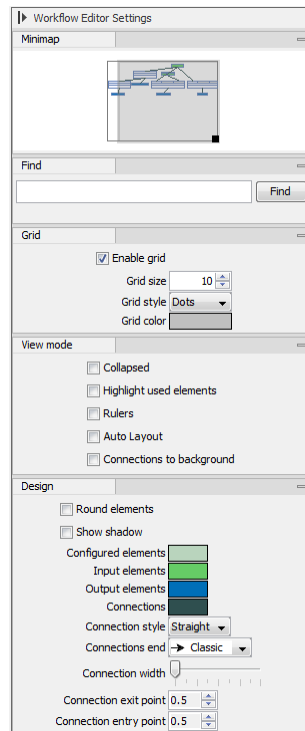 Workflow Editor Settings
Minimap
Find
Find
Grid
Enable grid
Grid size 10
Grid style Dots
Grid color
View mode
Collapsed
Highlight used elements
Rulers
Auto Layout
Connections to background
Design
Round elements
Show shadow
Configured elements
Input elements
Output elements
Connections
Connection style Straight
Connections end Classic
Connection width
Connection exit point 0.5
Connection entry point 0.5